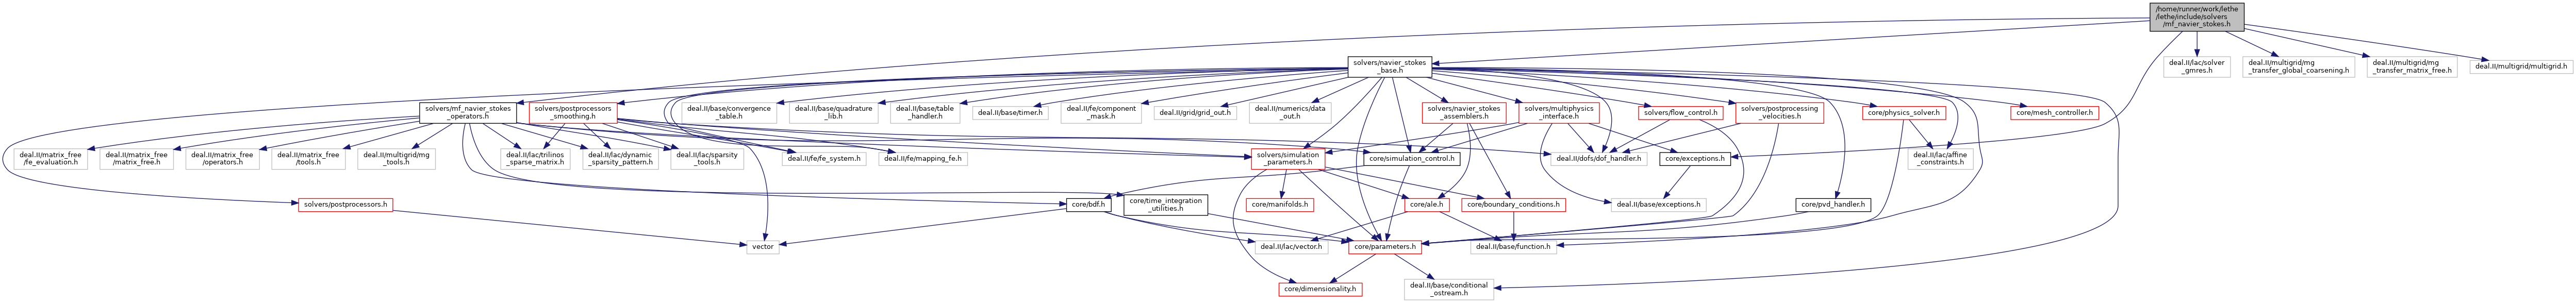 /home/runner/work/lethe
/lethe/include/solvers
/mf_navier_stokes.h
solvers/navier_stokes
_base.h
deal.II/lac/solver
_gmres.h
deal.II/multigrid/mg
_transfer_global_coarsening.h
deal.II/multigrid/mg
_transfer_matrix_free.h
deal.II/multigrid/multigrid.h
solvers/mf_navier_stokes
_operators.h
solvers/postprocessors
_smoothing.h
deal.II/base/convergence
_table.h
deal.II/base/quadrature
_lib.h
deal.II/base/table
_handler.h
deal.II/base/timer.h
deal.II/fe/component
_mask.h
deal.II/grid/grid_out.h
deal.II/numerics/data
_out.h
solvers/navier_stokes
_assemblers.h
solvers/multiphysics
_interface.h
solvers/flow_control.h
solvers/postprocessing
_velocities.h
core/physics_solver.h
core/mesh_controller.h
deal.II/matrix_free
/fe_evaluation.h
deal.II/matrix_free
/matrix_free.h
deal.II/matrix_free
/operators.h
deal.II/matrix_free
/tools.h
deal.II/multigrid/mg
_tools.h
deal.II/lac/trilinos
_sparse_matrix.h
deal.II/lac/dynamic
_sparsity_pattern.h
deal.II/lac/sparsity
_tools.h
deal.II/fe/fe_system.h
deal.II/fe/mapping_fe.h
solvers/simulation
_parameters.h
core/simulation_control.h
deal.II/dofs/dof_handler.h
core/exceptions.h
deal.II/lac/affine
_constraints.h
solvers/postprocessors.h
core/bdf.h
core/time_integration
_utilities.h
core/manifolds.h
core/ale.h
core/boundary_conditions.h
deal.II/base/exceptions.h
core/pvd_handler.h
vector
deal.II/lac/vector.h
core/parameters.h
deal.II/base/function.h
core/dimensionality.h
deal.II/base/conditional
_ostream.h